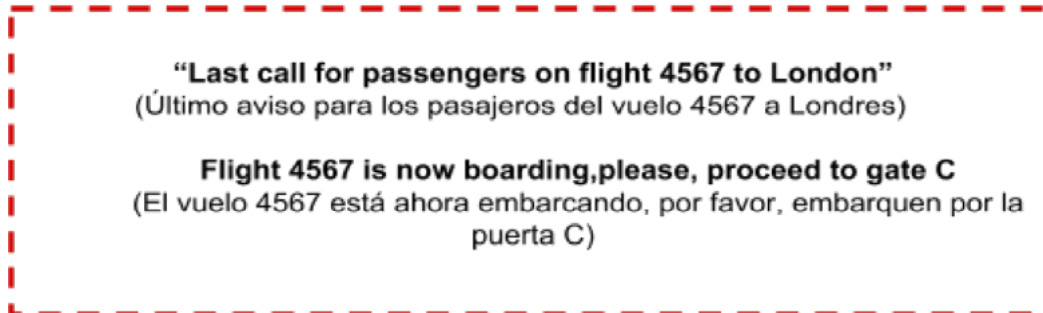 “Last call for passengers on flight 4567 to London”
(Último aviso para los pasajeros del vuelo 4567 a Londres)
Flight 4567 is now boarding,please, proceed to gate C
(El vuelo 4567 está ahora embarcando, por favor, embarquen por la
puerta C)